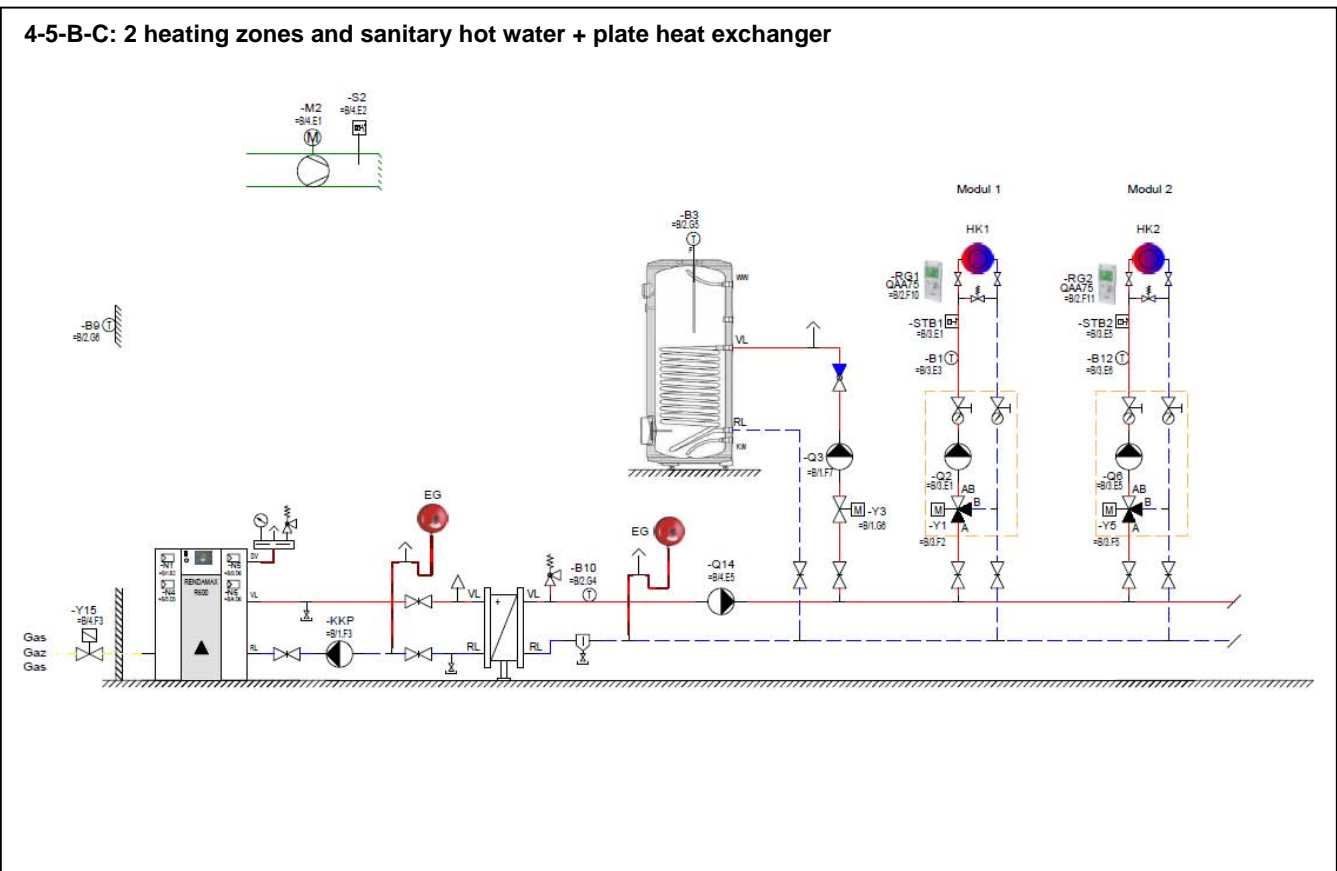 4-5-B-C: 2 heating zones and sanitary hot water + plate heat exchanger
-M2
=B/4.E1
M
-S2
=B/4.E2
Modul 1
Modul 2
-B3
=B/2.G5
T
F
HK1
HK2
WW
-RG1
QAA75
=B/2.F10
-RG2
QAA75
=B/2.F11
-B9 T
=B/2.G6
-STB1
=B/3.E1
-STB2
=B/3.E5
VL
-B1 T
=B/3.E3
-B12 T
=B/3.E6
RL
KW
-Q3
=B/1.F7
-Q2
=B/3.E1
-Q6
=B/3.E5
AB
B
AB
B
EG
M -Y3
=B/1.G6
M
-Y1
=B/3.F2
A
M
-Y5
=B/3.F5
A
EG
SV
-N1
-N5
RENDAMAX
R600
-N4
-B10
=B/2.G4
T
-Q14
=B/4.E5
-Y15
=B/4.F3
VL
VL
+
VL
-KKP
=B/1.F3
Gas
Gaz
Gas
RL
RL
-
RL